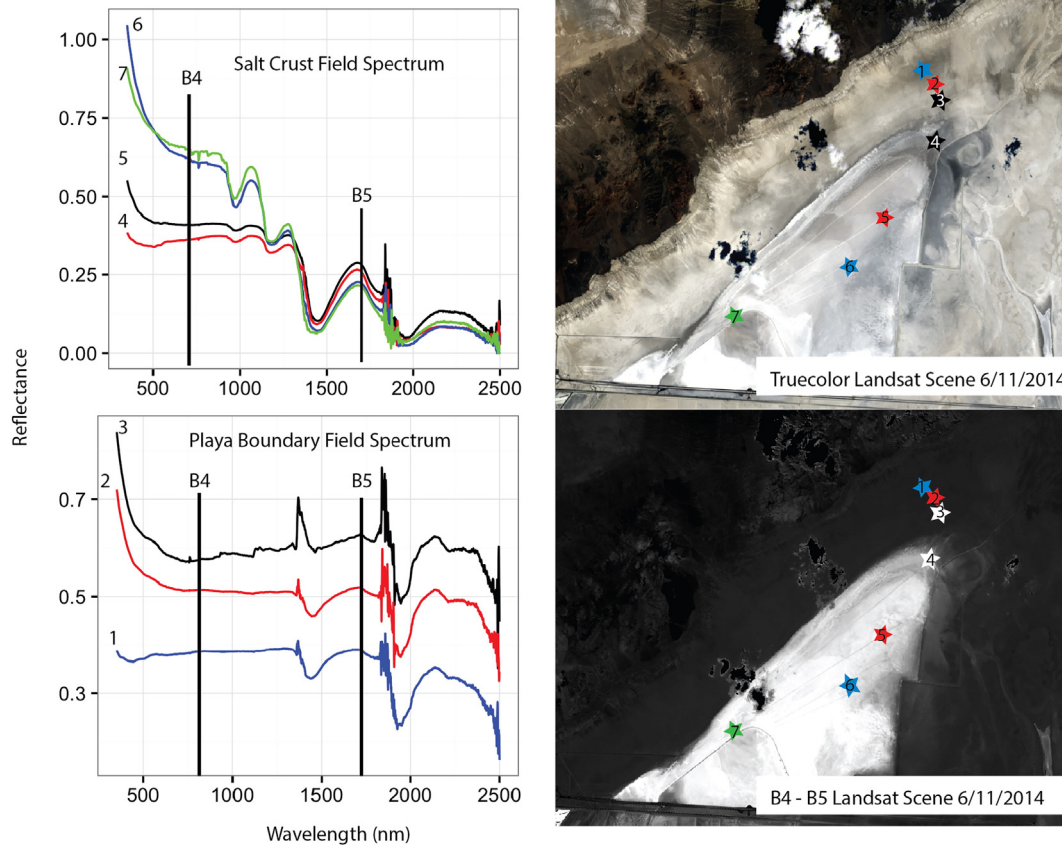 6
1.00
Salt Crust Field Spectrum
B4
7
0.75
5
B5
0.50
4
0.25
0.00
500 1000 1500 2000 2500
Reflectance
3
Playa Boundary Field Spectrum
2
B4 B5
0.7
0.5
1
0.3
500 1000 1500 2000 2500
Wavelength (nm)
1
2
3
4
5
6
7
Truecolor Landsat Scene 6/11/2014
1
2
3
4
5
6
7
B4 - B5 Landsat Scene 6/11/2014